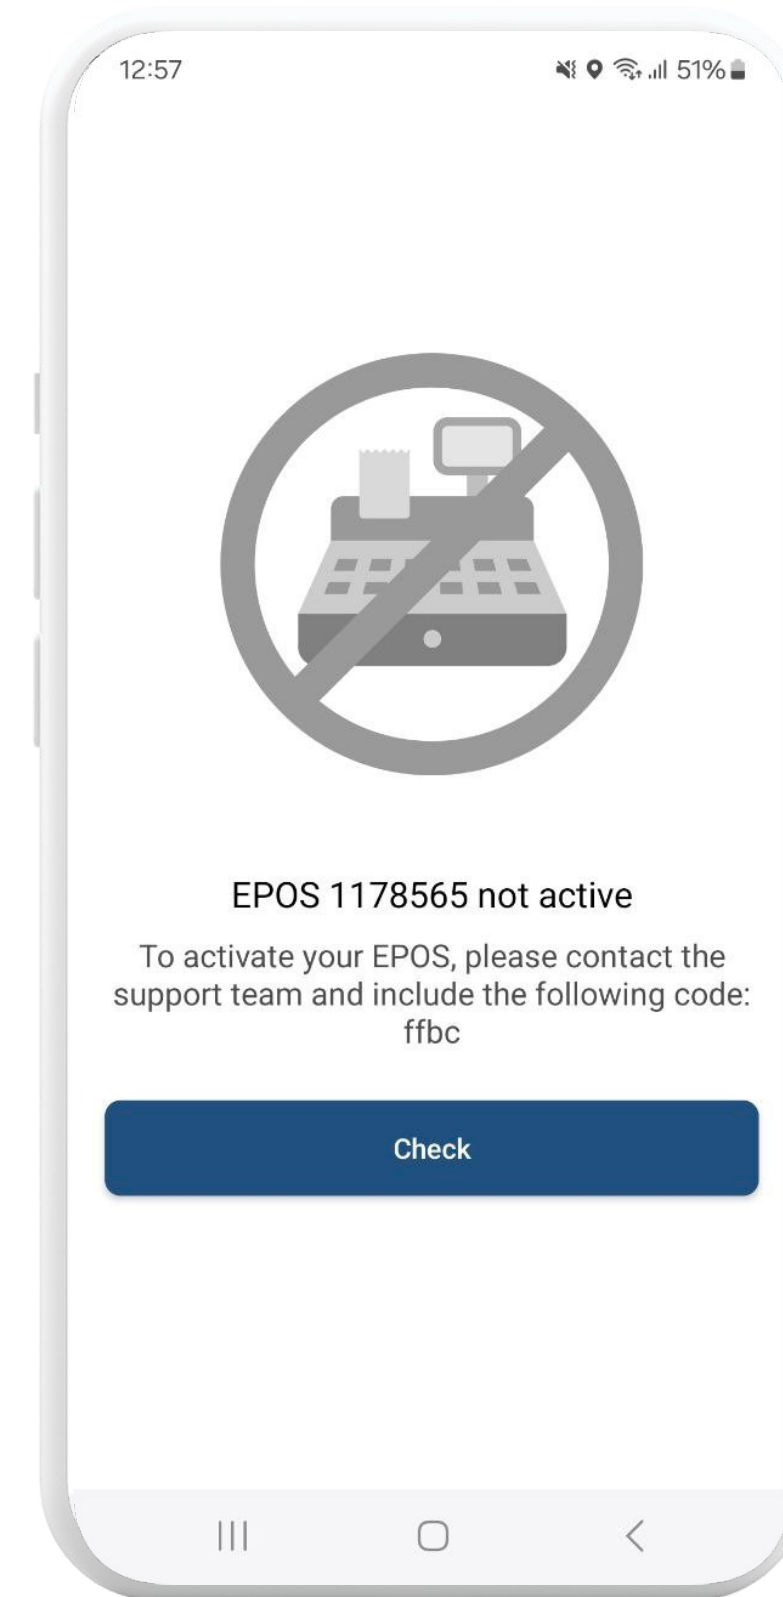 12:57
51%
EPOS 1178565 not active
To activate your EPOS, please contact the
support team and include the following code:
ffbc
Check